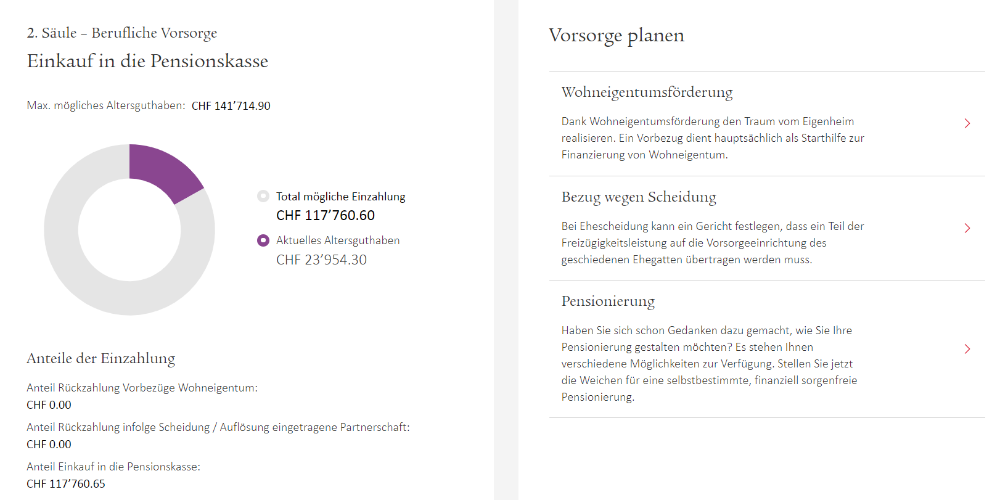 2. Säule – Berufliche Vorsorge
Einkauf in die Pensionskasse
Max. mögliches Altersguthaben: CHF 141’714.90
Total mögliche Einzahlung
CHF 117’760.60
Aktuelles Altersguthaben
CHF 23’954.30
Anteile der Einzahlung
Anteil Rückzahlung Vorbezüge Wohneigentum:
CHF 0.00
Anteil Rückzahlung infolge Scheidung / Auflösung eingetragene Partnerschaft:
CHF 0.00
Anteil Einkauf in die Pensionskasse:
CHF 117’760.65
Vorsorge planen
Wohneigentumsförderung
Dank Wohneigentumsförderung den Traum vom Eigenheim
realisieren. Ein Vorbezug dient hauptsächlich als Starthilfe zur
Finanzierung von Wohneigentum.
Bezug wegen Scheidung
Bei Ehescheidung kann ein Gericht festlegen, dass ein Teil der
Freizügigkeitsleistung auf die Vorsorgeeinrichtung des
geschiedenen Ehegatten übertragen werden muss.
Pensionierung
Haben Sie sich schon Gedanken dazu gemacht, wie Sie Ihre
Pensionierung gestalten möchten? Es stehen Ihnen
verschiedene Möglichkeiten zur Verfügung. Stellen Sie jetzt
die Weichen für eine selbstbestimmte, finanziell sorgenfreie
Pensionierung.